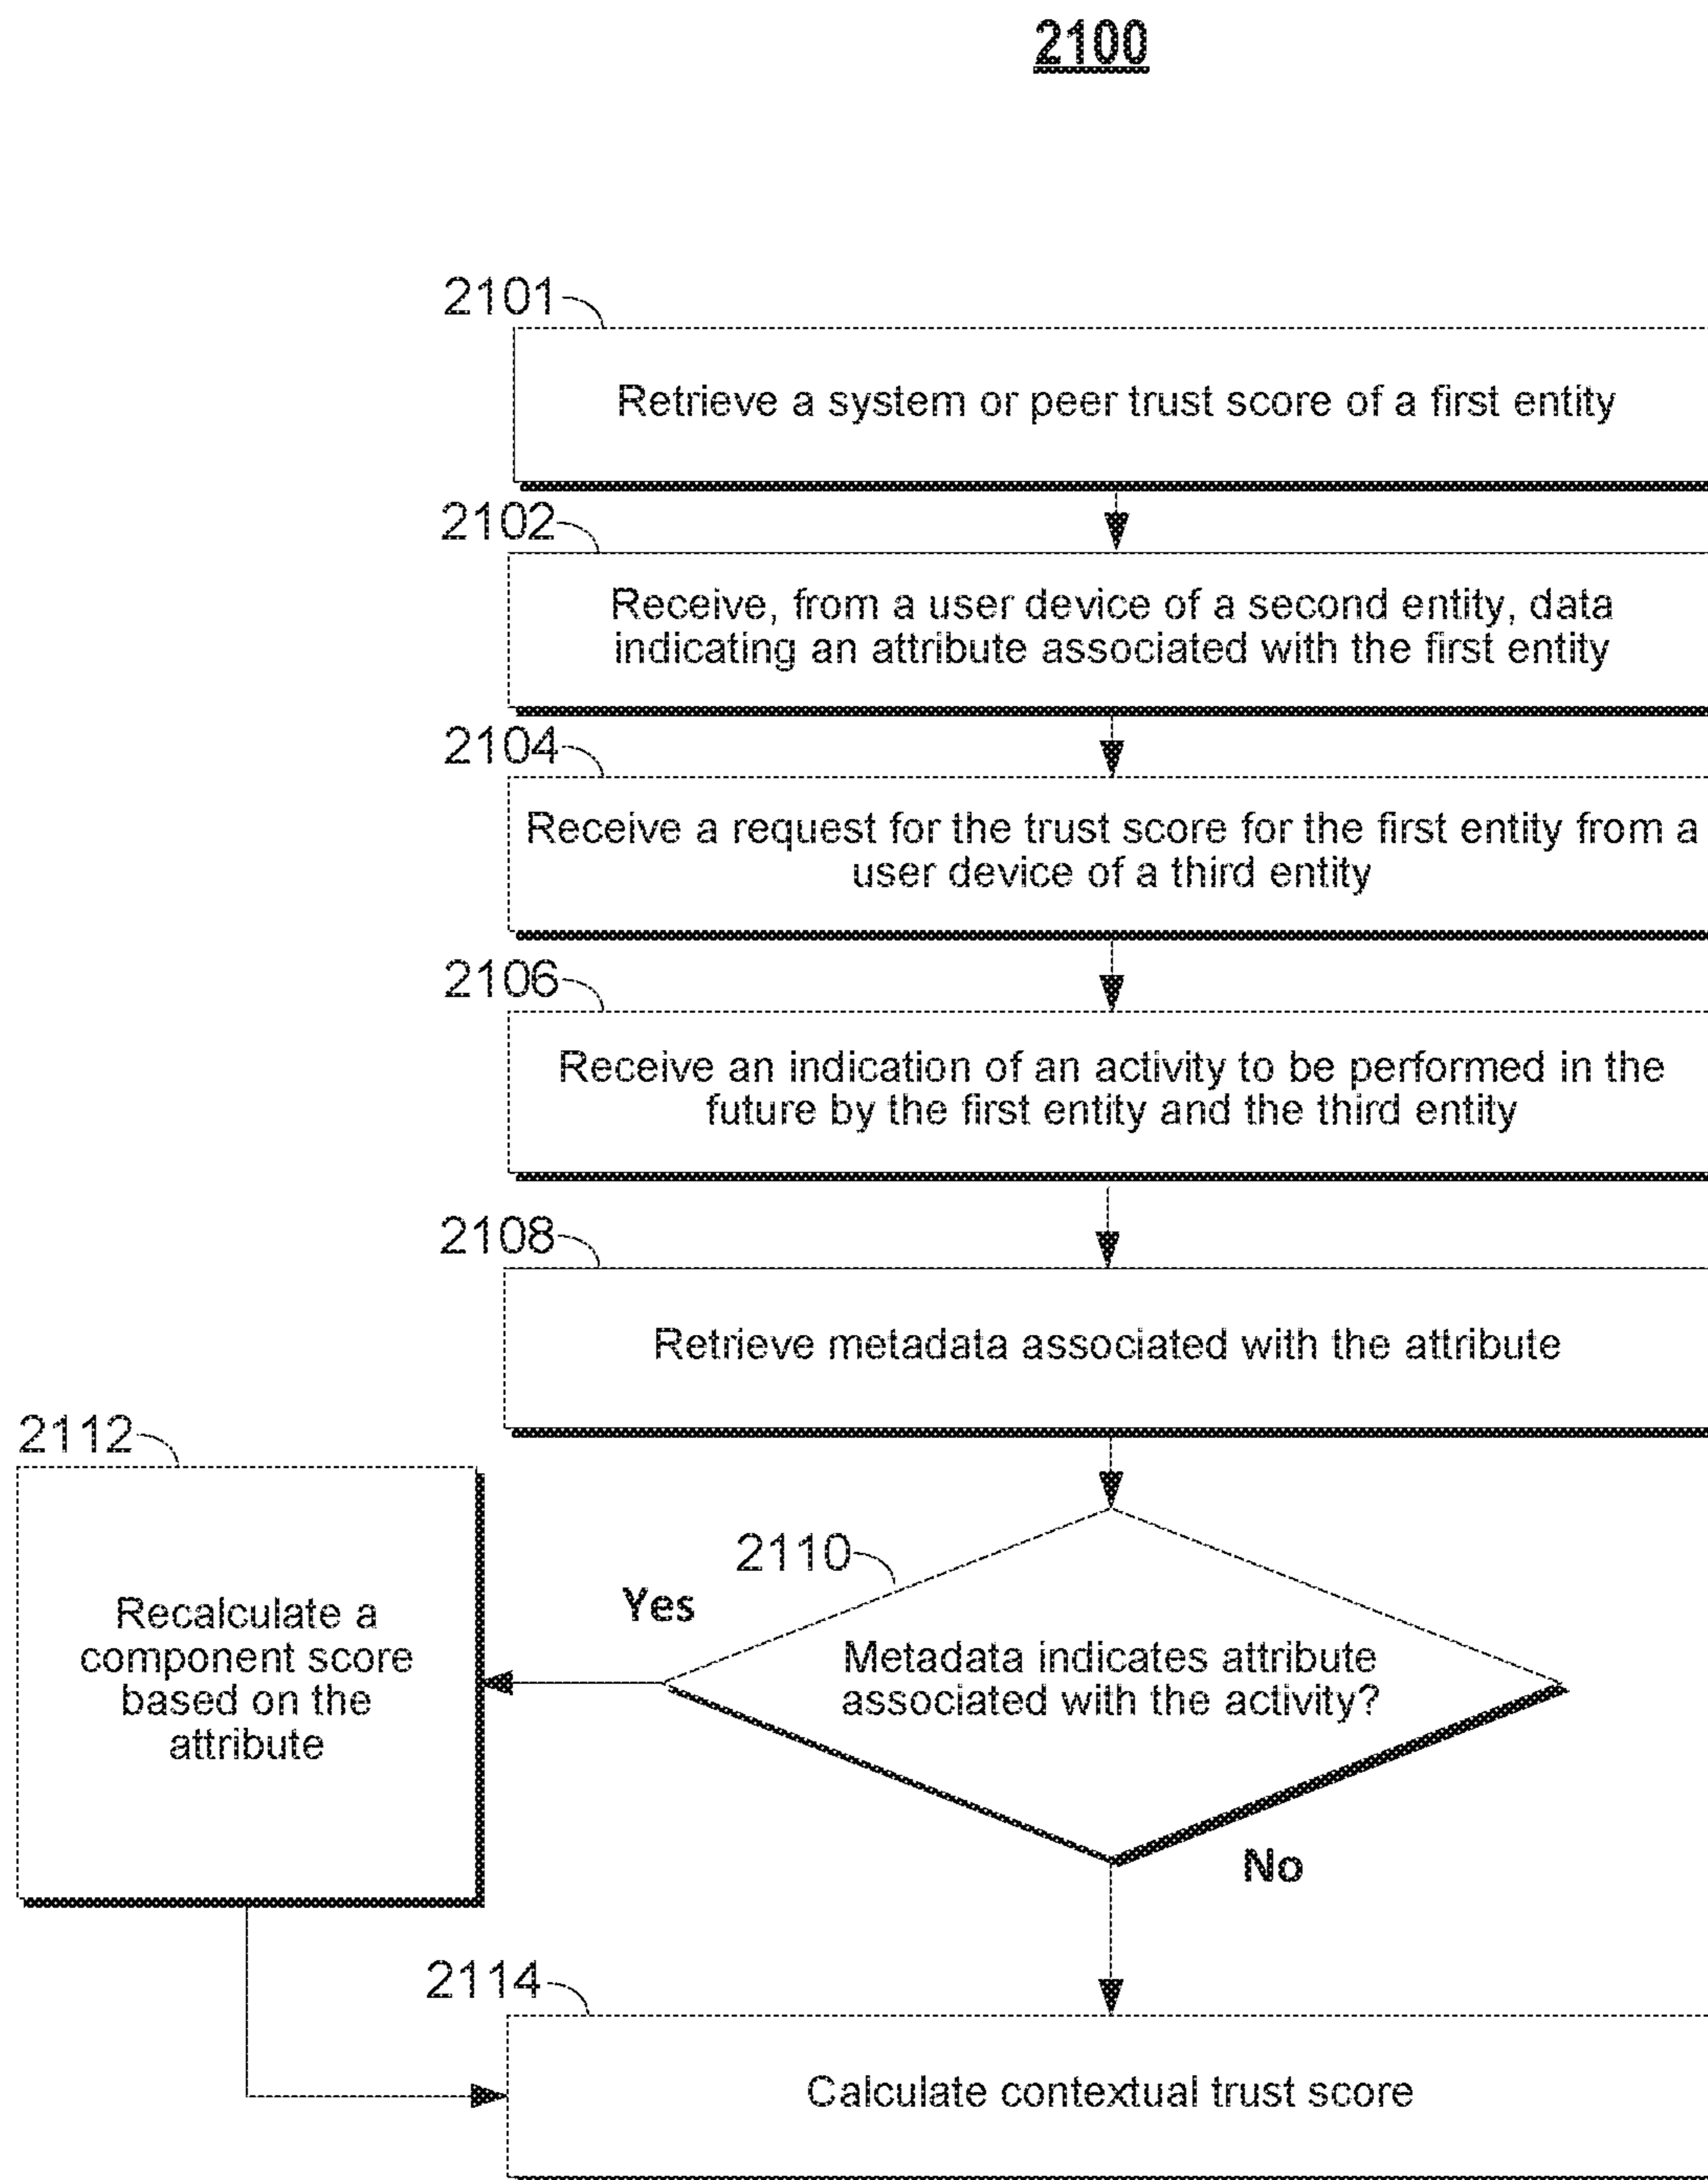 2100
2101
Retrieve a system or peer trust score of a first entity
2102
Receive, from a user device of a second entity, data
indicating an attribute associated with the first entity
2104
Receive a request for the trust score for the first entity from a
user device of a third entity
2106
Receive an indication of an activity to be performed in the
future by the first entity and the third entity
2108
Retrieve metadata associated with the attribute
2112
Recalculate a
component score
based on the
attribute
2110
Yes
Metadata indicates attribute
associated with the activity?
No
2114
Calculate contextual trust score